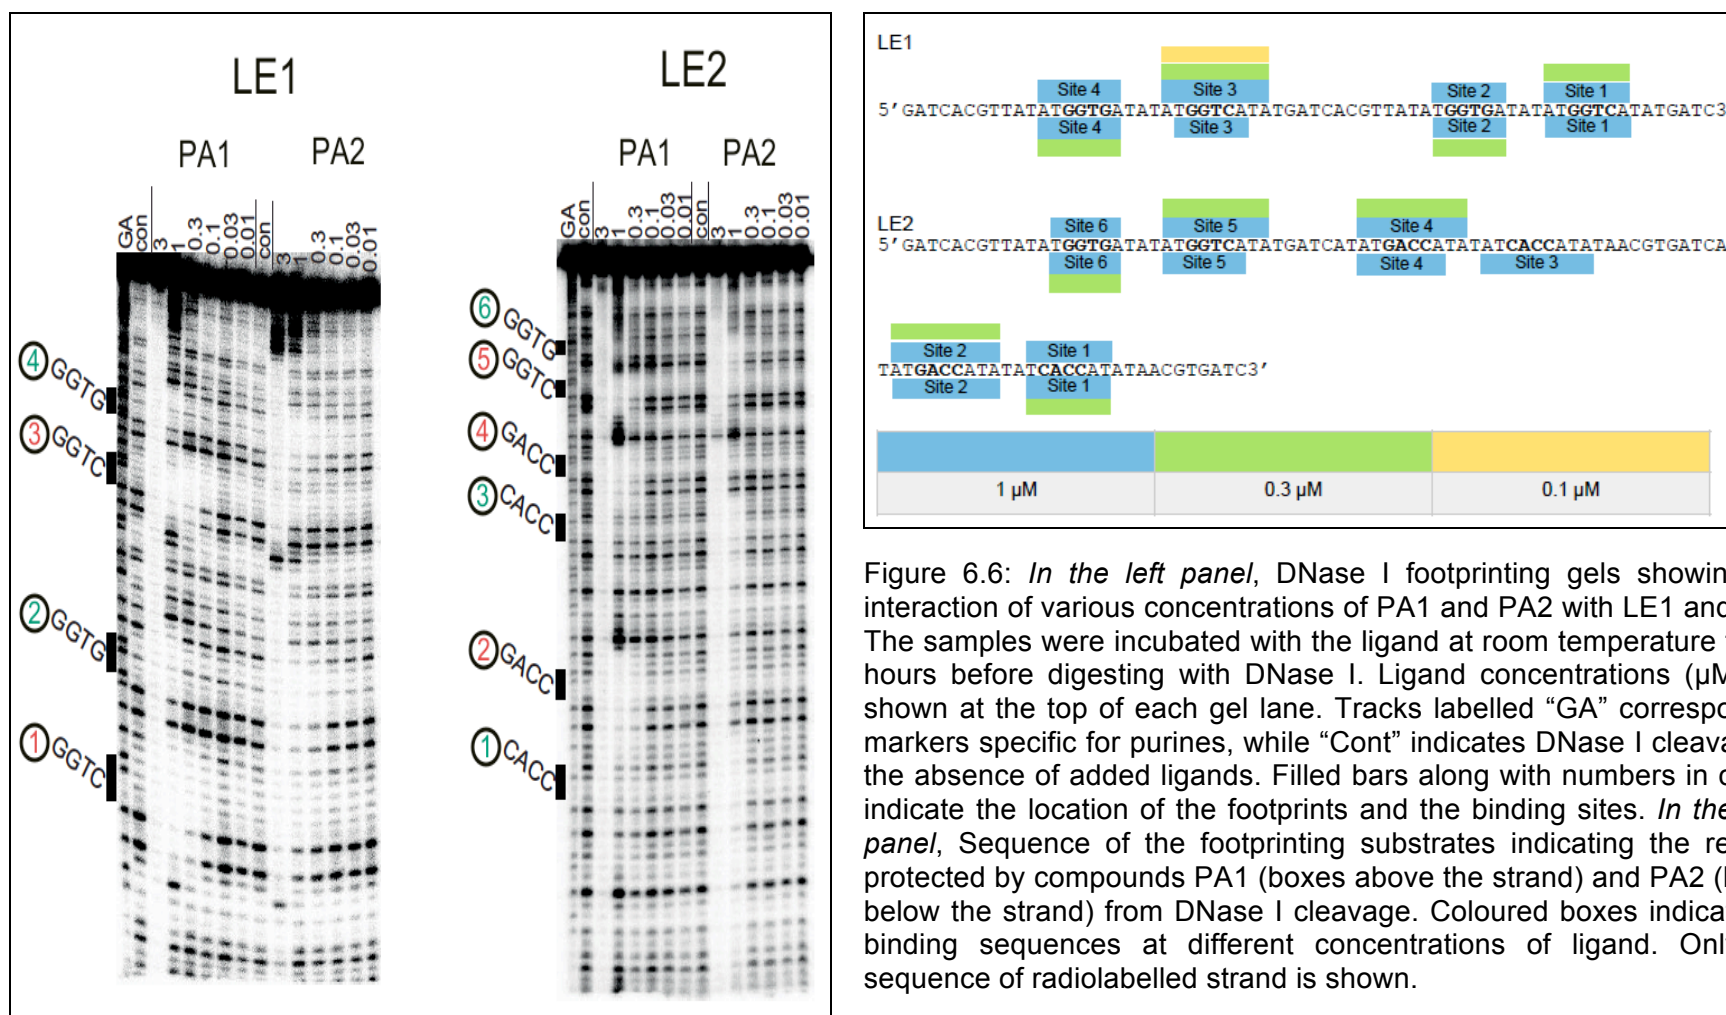 LE1
PA1 PA2
GA
con
3
1
0.3
0.1
0.03
0.01
con
3
1
0.3
0.1
0.03
0.01
4 GGTG
3 GGTC
2 GGTG
1 GGTC
LE2
PA1 PA2
GA
con
3
1
0.3
0.1
0.03
0.01
con
3
1
0.3
0.1
0.03
0.01
6 GGTG
5 GGTC
4 GACC
3 CACC
2 GACC
1 CACC
LE1
Site 4 Site 3 Site 2 Site 1
5’GATCACGTTATATGGTGATATATGGTCATATGATCACGTTATATGGTGATATATGGTCATATGATC3
Site 4 Site 3 Site 2 Site 1
LE2
Site 6 Site 5 Site 4
5’GATCACGTTATATGGTGATATATGGTCATATGATCATATGACCATATATCACCATATAACGTGATCA
Site 6 Site 5 Site 4 Site 3
Site 2 Site 1
TATGACCATATATCACCATATAACGTGATC3’
Site 2 Site 1
1 µM 0.3 µM 0.1 µM
Figure 6.6: In the left panel, DNase I footprinting gels showin
interaction of various concentrations of PA1 and PA2 with LE1 and
The samples were incubated with the ligand at room temperature
hours before digesting with DNase I. Ligand concentrations (µM
shown at the top of each gel lane. Tracks labelled “GA” correspo
markers specific for purines, while “Cont” indicates DNase I cleava
the absence of added ligands. Filled bars along with numbers in c
indicate the location of the footprints and the binding sites. In the
panel, Sequence of the footprinting substrates indicating the re
protected by compounds PA1 (boxes above the strand) and PA2 (
below the strand) from DNase I cleavage. Coloured boxes indica
binding sequences at different concentrations of ligand. Onl
sequence of radiolabelled strand is shown.